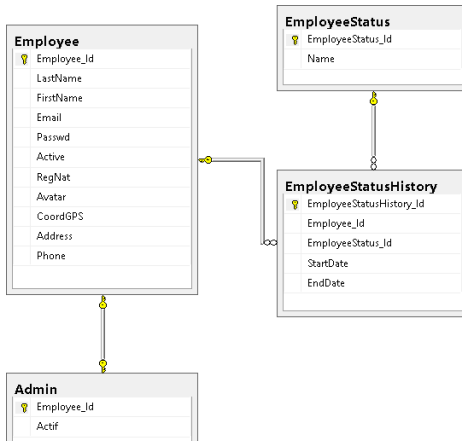 Employee
Employee_Id
LastName
FirstName
Email
Passwd
Active
RegNat
Avatar
CoordGPS
Address
Phone
EmployeeStatus
EmployeeStatus_Id
Name
EmployeeStatusHistory
EmployeeStatusHistory_Id
Employee_Id
EmployeeStatus_Id
StartDate
EndDate
Admin
Employee_Id
Actif